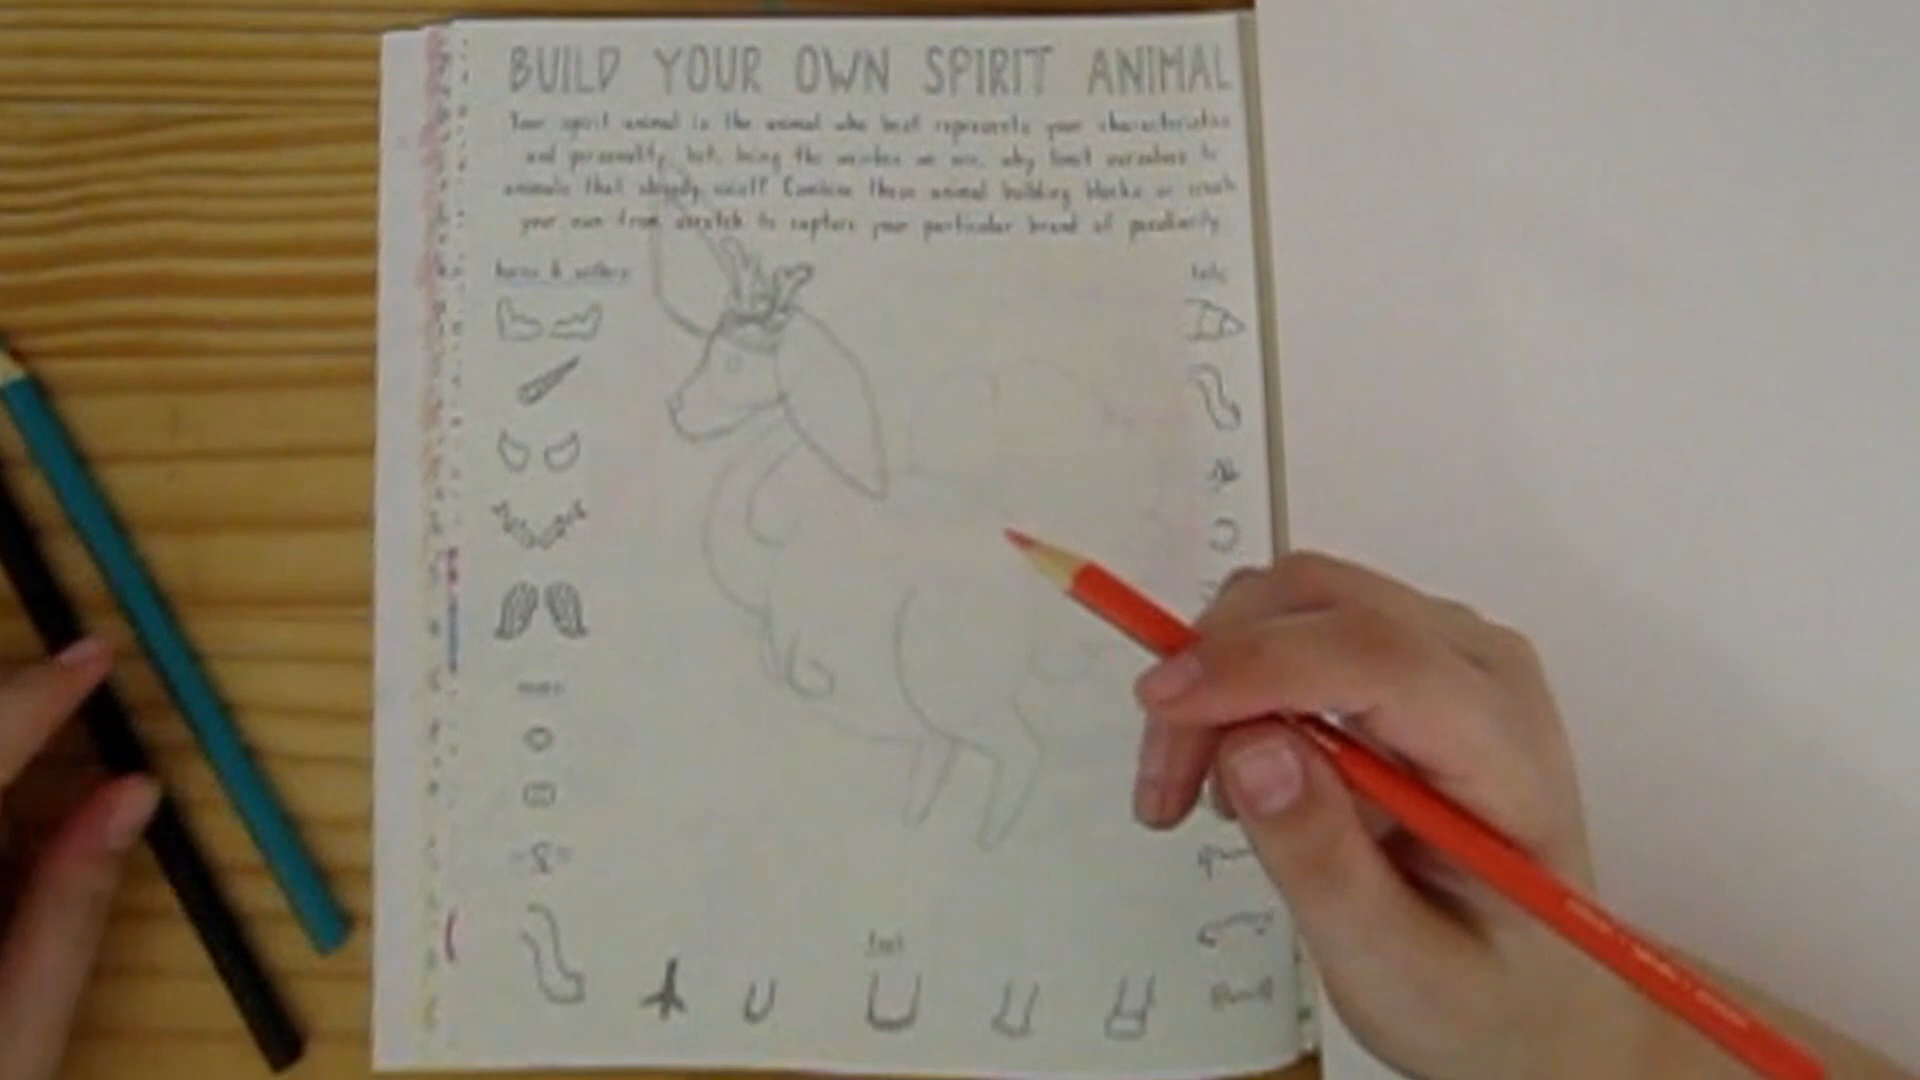 BUILD YOUR OWN SPIRIT ANIMAL
Your spirit animal is the animal who best represents your characteristics
and personality, but, being the we are, why limit ourselves to
animals that already exist? Combine these animal building blocks or create
your own from scratch to capture your particular brand of peculiarity.
horns & antlers
tails
feet